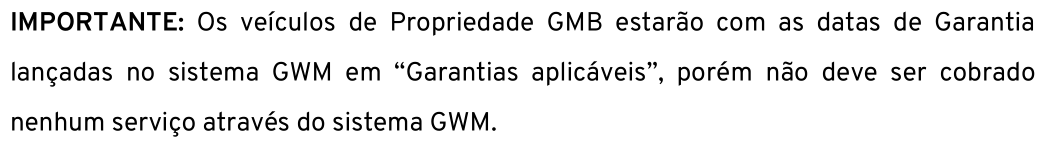 IMPORTANTE: Os veículos de Propriedade GMB estarão com as datas de Garantia
lançadas no sistema GWM em “Garantias aplicáveis”, porém não deve ser cobrado
nenhum serviço através do sistema GWM.